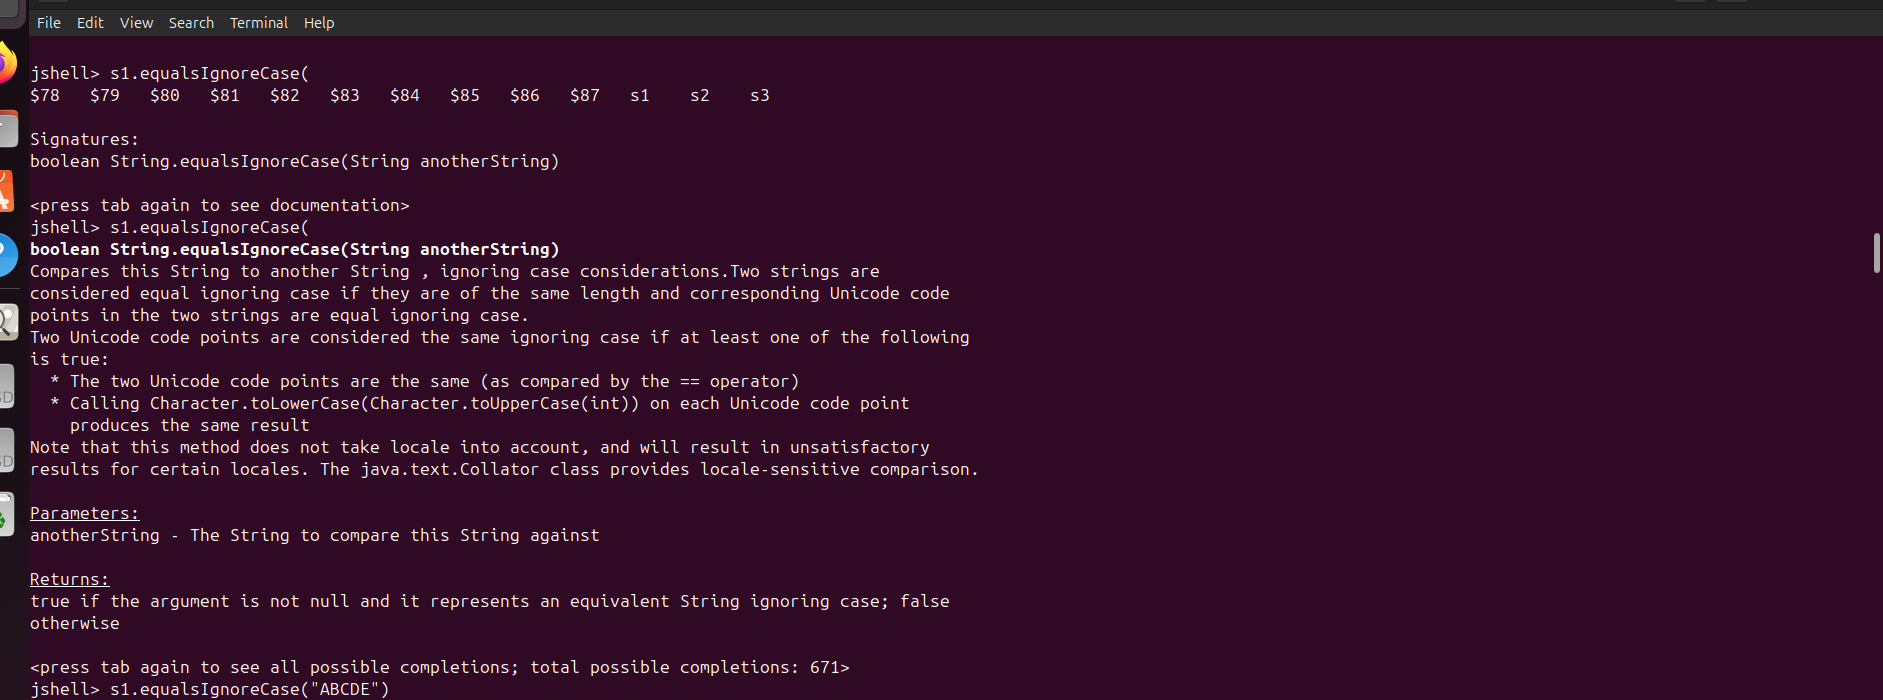 File Edit View Search Terminal Help
jshell> s1.equalsIgnoreCase(
$78 $79 $80 $81 $82 $83 $84 $85 $86 $87 s1 s2 s3
Signatures:
boolean String.equalsIgnoreCase(String anotherString)
<press tab again to see documentation>
jshell> s1.equalsIgnoreCase(
boolean String.equalsIgnoreCase(String anotherString)
Compares this String to another String , ignoring case considerations.Two strings are
considered equal ignoring case if they are of the same length and corresponding Unicode code
points in the two strings are equal ignoring case.
Two Unicode code points are considered the same ignoring case if at least one of the following
is true:
* The two Unicode code points are the same (as compared by the == operator)
* Calling Character.toLowerCase(Character.toUpperCase(int)) on each Unicode code point
produces the same result
Note that this method does not take locale into account, and will result in unsatisfactory
results for certain locales. The java.text.Collator class provides locale-sensitive comparison.
Parameters:
anotherString - The String to compare this String against
Returns:
true if the argument is not null and it represents an equivalent String ignoring case; false
otherwise
<press tab again to see all possible completions; total possible completions: 671>
jshell> s1.equalsIgnoreCase("ABCDE")